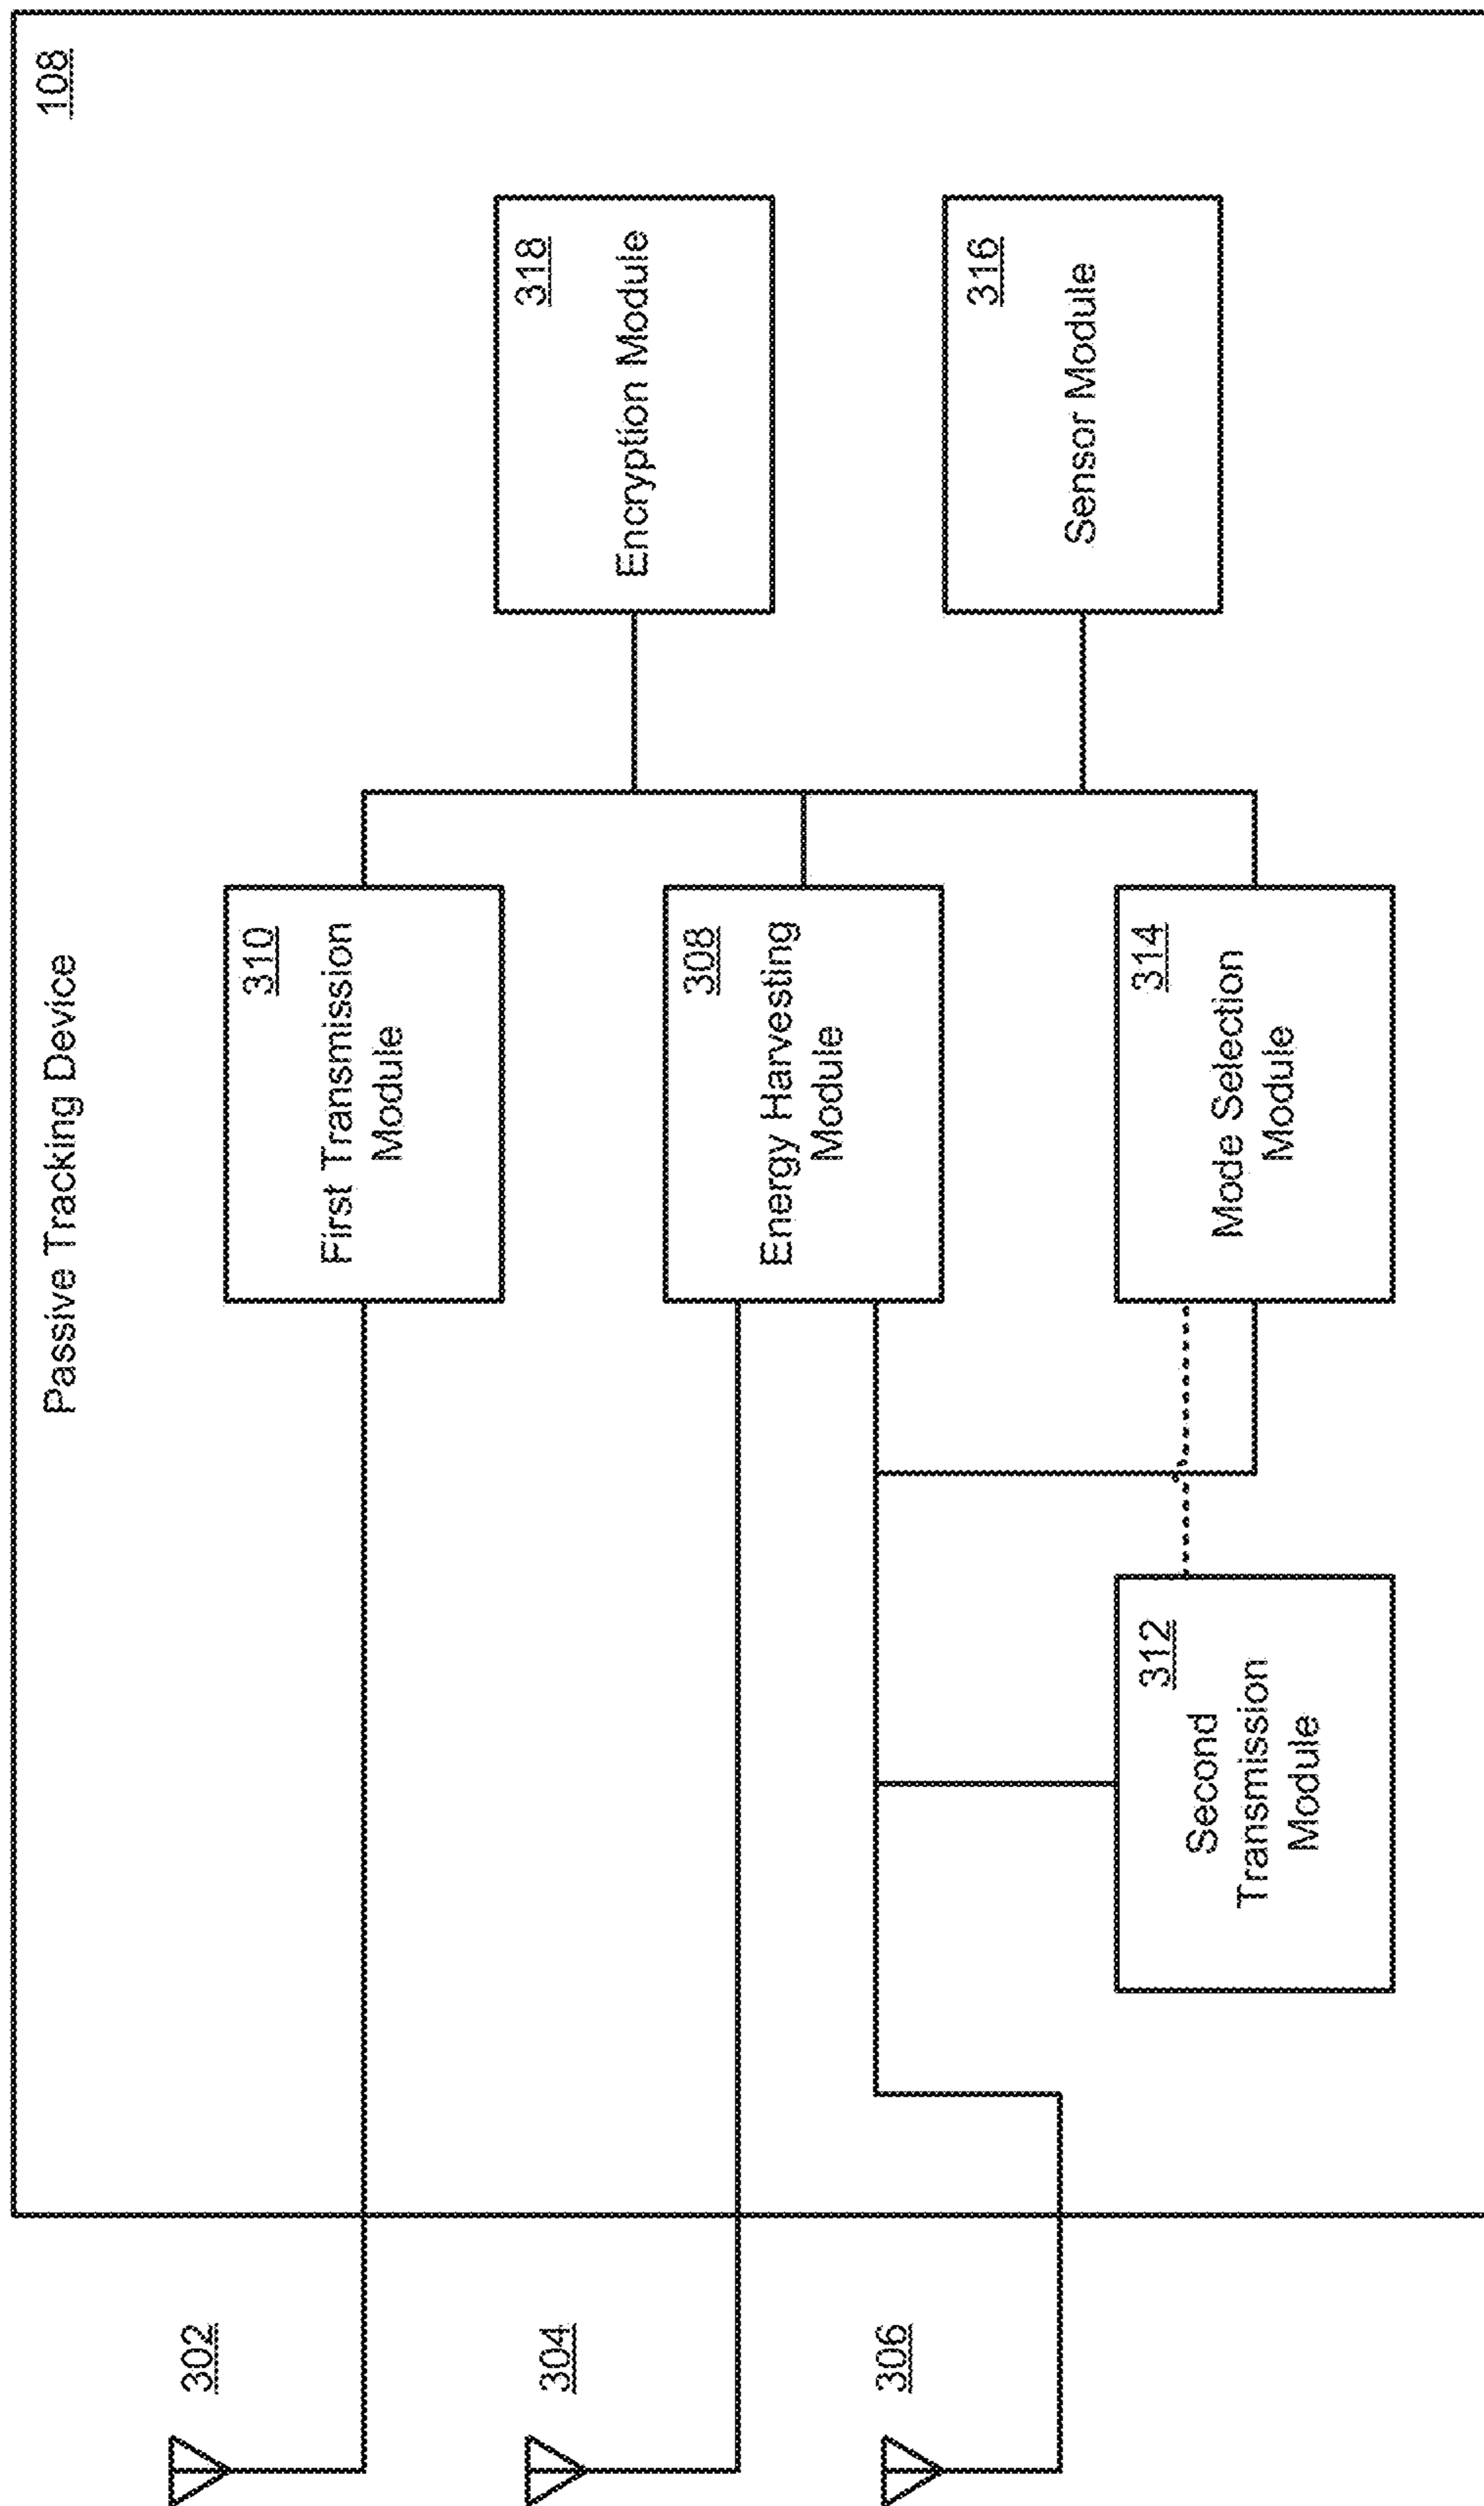 Passive Tracking Device
108
302
310
First Transmission
Module
318
Encryption Module
304
308
Energy Harvesting
Module
306
312
Second
Transmission
Module
314
Mode Selection
Module
316
Sensor Module